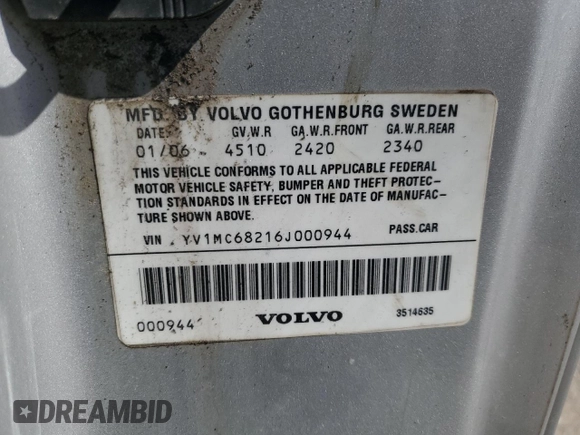 MFD. BY VOLVO GOTHENBURG SWEDEN
DATE G.V.W.R GA.W.R.FRONT GA.W.R.REAR
01/06 4510 2420 2340
THIS VEHICLE CONFORMS TO ALL APPLICABLE FEDERAL
MOTOR VEHICLE SAFETY, BUMPER AND THEFT PROTEC-
TION STANDARDS IN EFFECT ON THE DATE OF MANUFAC-
TURE SHOWN ABOVE.
VIN YV1MC68216J000944 PASS.CAR
000944 VOLVO 3514635
DREAMBID